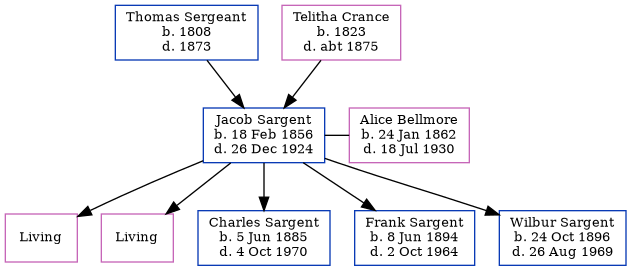 Thomas Sergeant
b. 1808
d. 1873
Telitha Crance
b. 1823
d. abt 1875
Jacob Sargent
b. 18 Feb 1856
d. 26 Dec 1924
Alice Bellmore
b. 24 Jan 1862
d. 18 Jul 1930
Living
Living
Charles Sargent
b. 5 Jun 1885
d. 4 Oct 1970
Frank Sargent
b. 8 Jun 1894
d. 2 Oct 1964
Wilbur Sargent
b. 24 Oct 1896
d. 26 Aug 1969